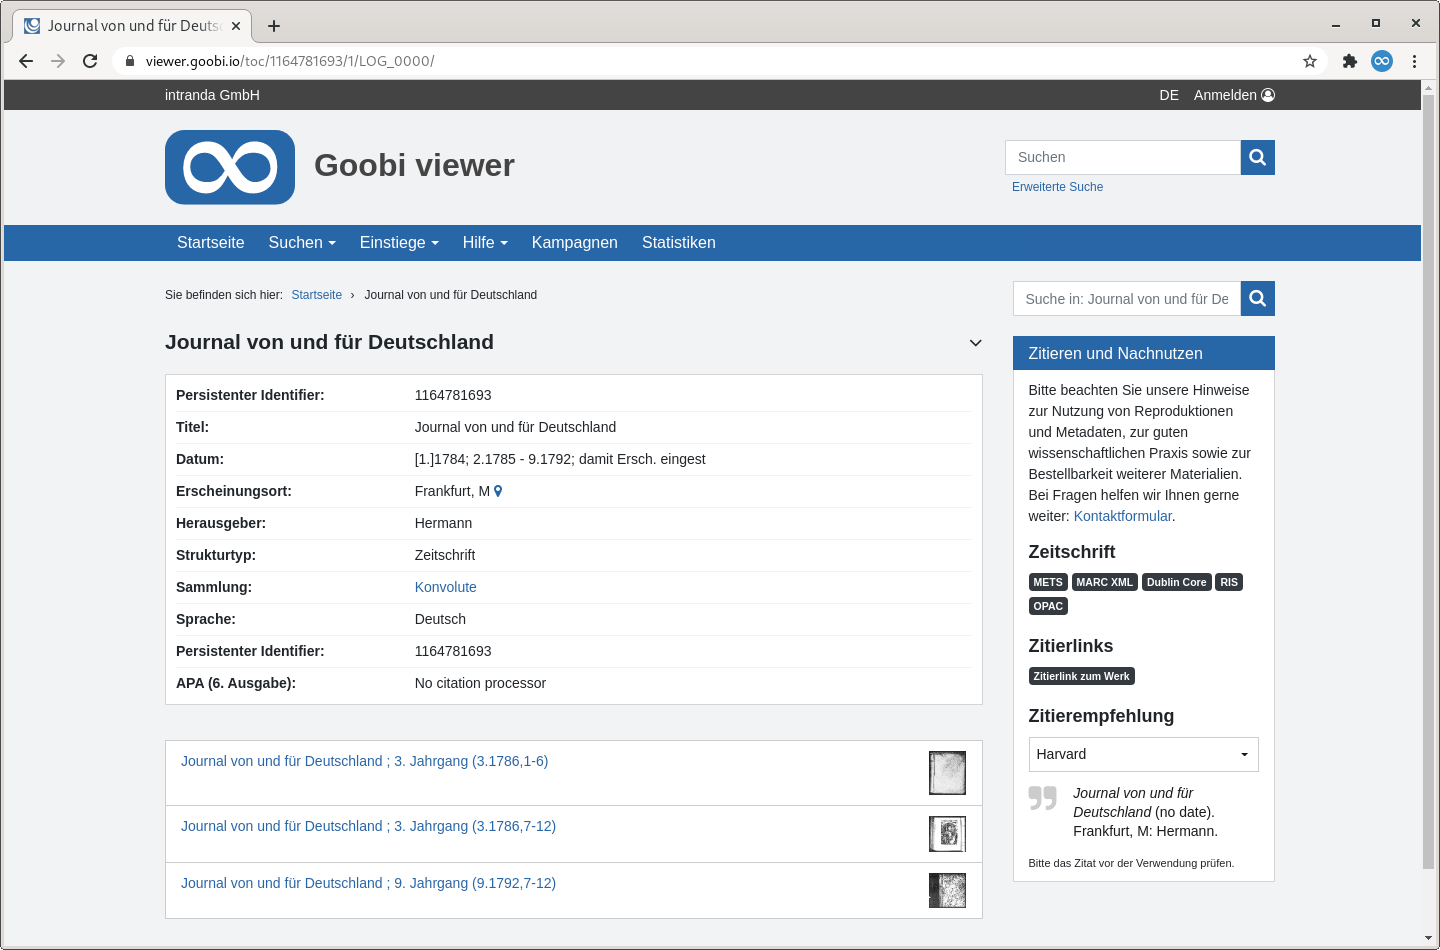 Journal von und für Deutsc
viewer.goobi.io/toc/1164781693/1/LOG_0000/
intranda GmbH
DE Anmelden
Goobi viewer
Suchen
Erweiterte Suche
Startseite Suchen Einstiege Hilfe Kampagnen Statistiken
Sie befinden sich hier: Startseite › Journal von und für Deutschland
Journal von und für Deutschland
Persistenter Identifier: 1164781693
Titel: Journal von und für Deutschland
Datum: [1.]1784; 2.1785 - 9.1792; damit Ersch. eingest
Erscheinungsort: Frankfurt, M
Herausgeber: Hermann
Strukturtyp: Zeitschrift
Sammlung: Konvolute
Sprache: Deutsch
Persistenter Identifier: 1164781693
APA (6. Ausgabe): No citation processor
Journal von und für Deutschland ; 3. Jahrgang (3.1786,1-6)
Journal von und für Deutschland ; 3. Jahrgang (3.1786,7-12)
Journal von und für Deutschland ; 9. Jahrgang (9.1792,7-12)
Suche in: Journal von und für De
Zitieren und Nachnutzen
Bitte beachten Sie unsere Hinweise
zur Nutzung von Reproduktionen
und Metadaten, zur guten
wissenschaftlichen Praxis sowie zur
Bestellbarkeit weiterer Materialien.
Bei Fragen helfen wir Ihnen gerne
weiter: Kontaktformular.
Zeitschrift
METS MARC XML Dublin Core RIS
OPAC
Zitierlinks
Zitierlink zum Werk
Zitierempfehlung
Harvard
Journal von und für
Deutschland (no date).
Frankfurt, M: Hermann.
Bitte das Zitat vor der Verwendung prüfen.